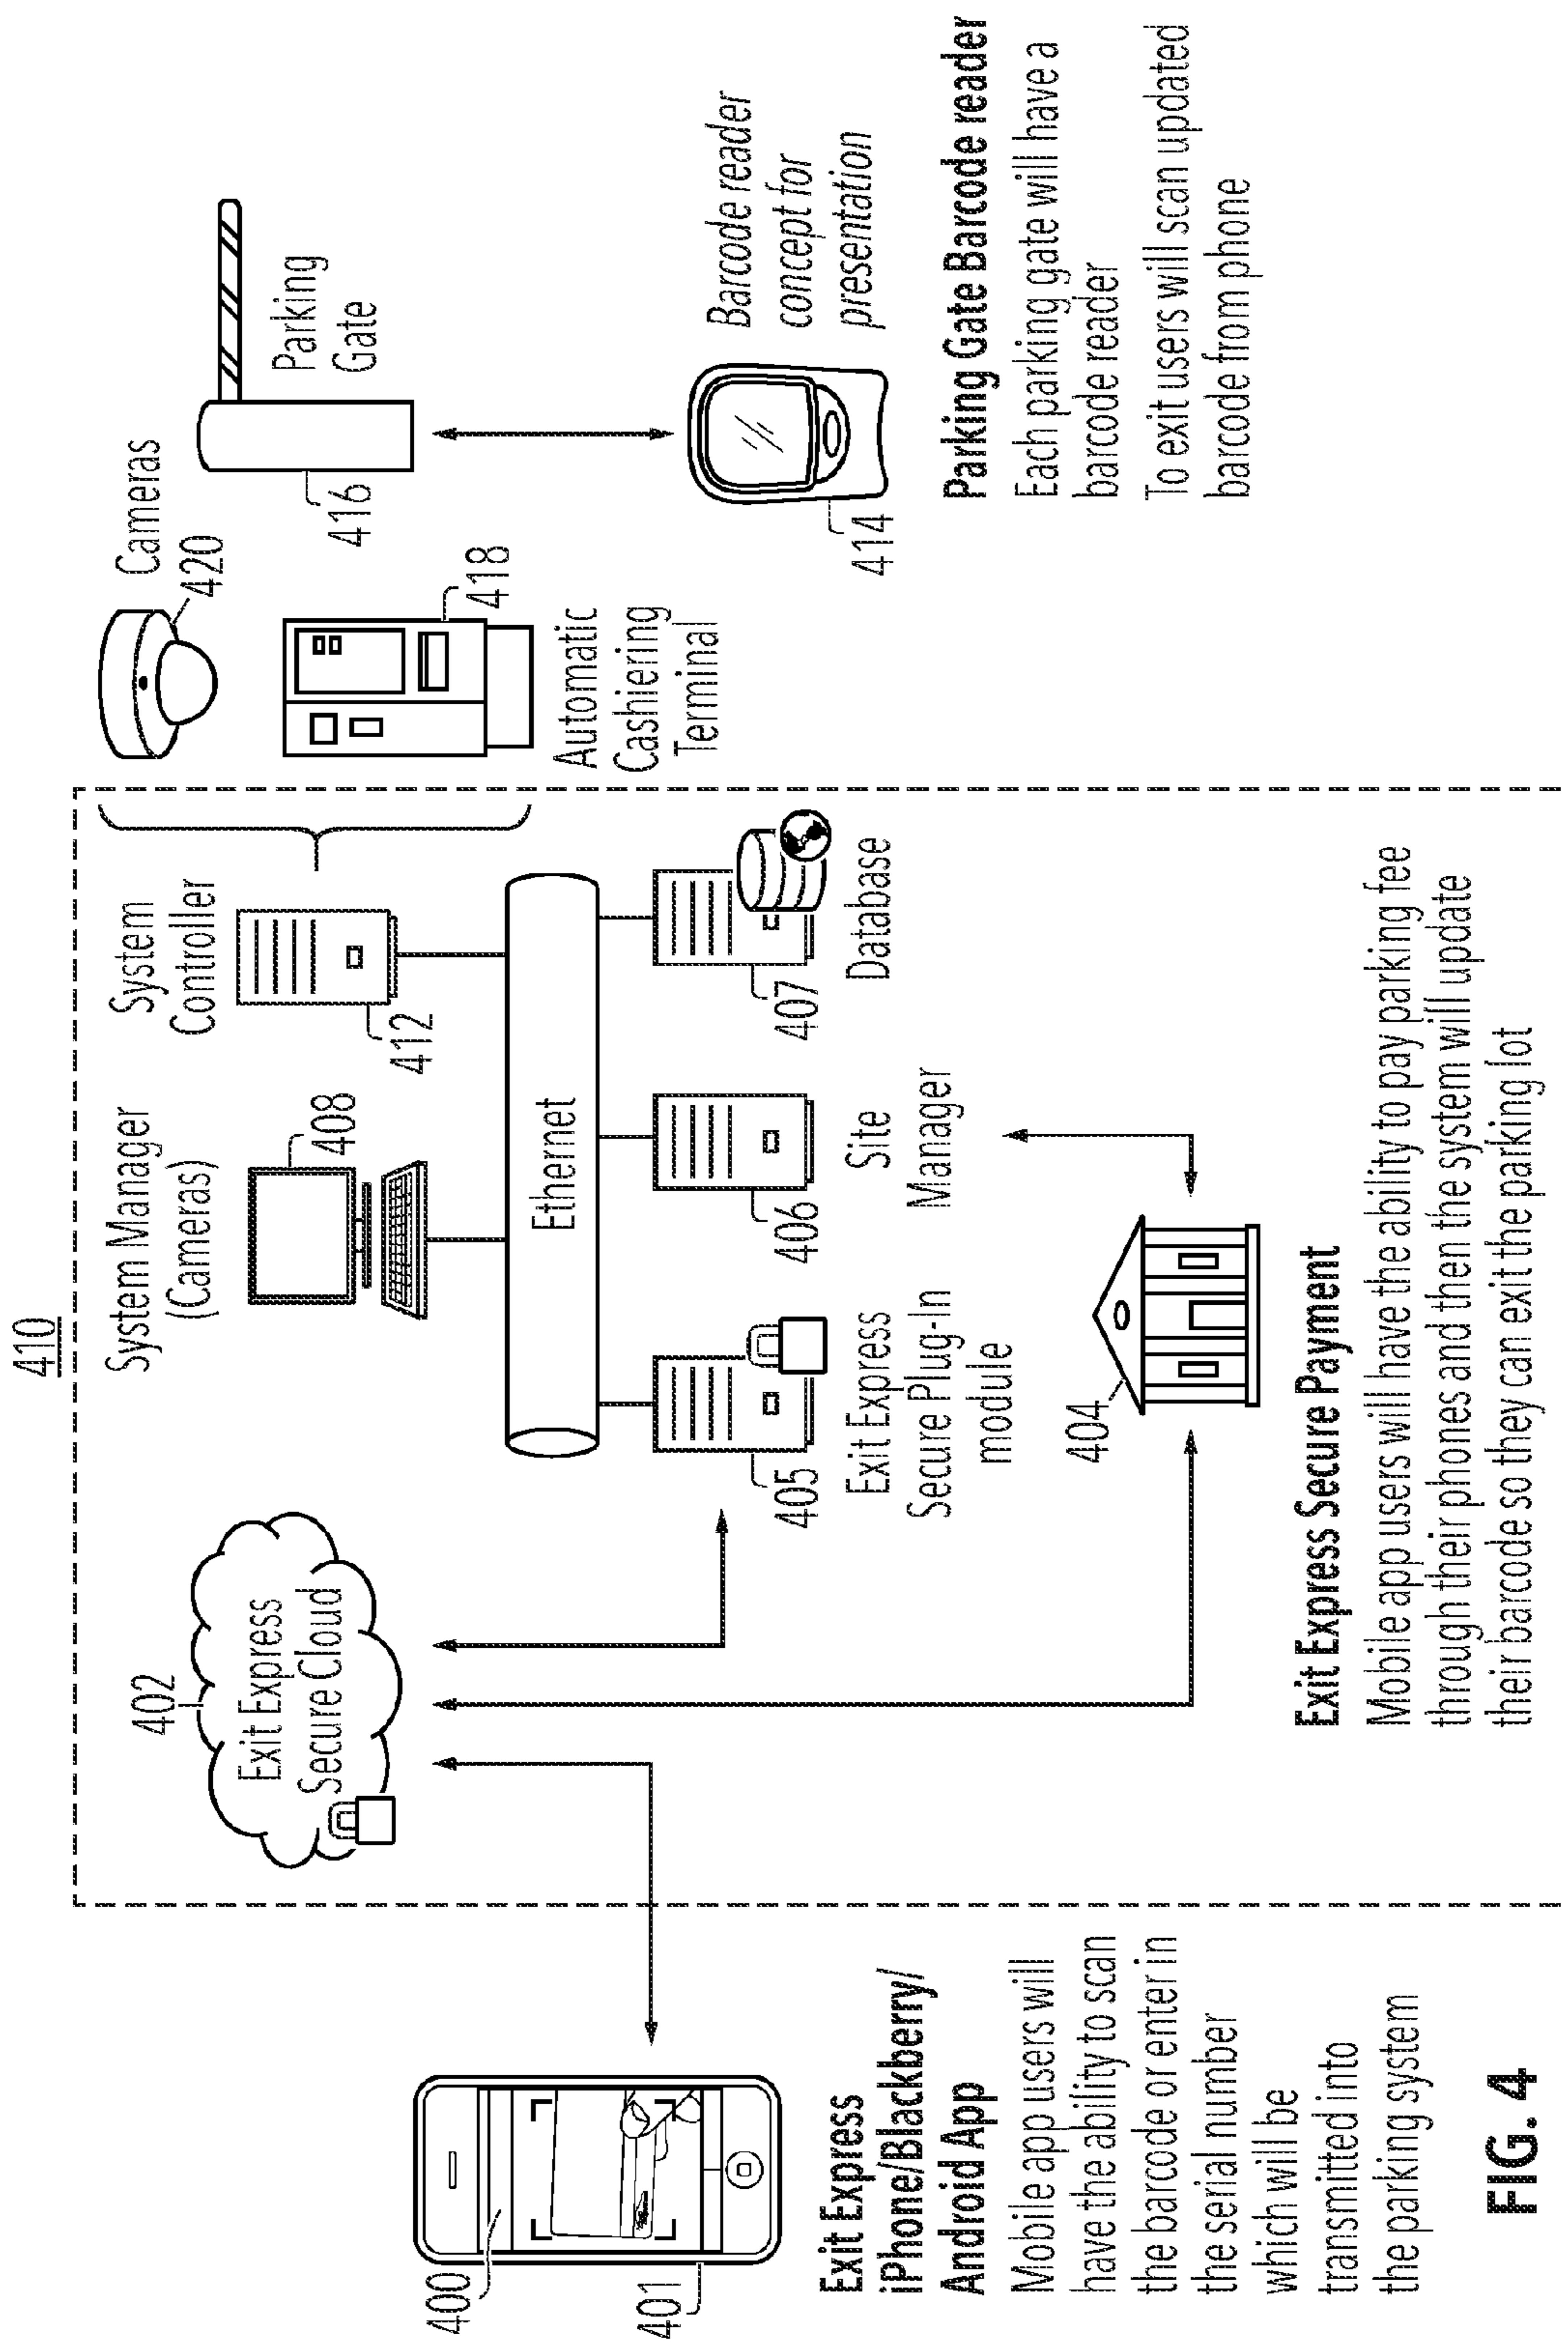 410
402
Exit Express
Secure Cloud
System Manager
(Cameras)
408
System
Controller
412
Ethernet
405
Exit Express
Secure Plug-In
module
406
Site
Manager
407
Database
404
Cameras
420
418
Automatic
Cashiering
Terminal
Parking
Gate
416
414
Barcode reader
concept for
presentation
400
401
Exit Express
iPhone/Blackberry/
Android App
Mobile app users will
have the ability to scan
the barcode or enter in
the serial number
which will be
transmitted into
the parking system
Exit Express Secure Payment
Mobile app users will have the ability to pay parking fee
through their phones and then the system will update
their barcode so they can exit the parking lot
Parking Gate Barcode reader
Each parking gate will have a
barcode reader
To exit users will scan updated
barcode from phone
FIG. 4